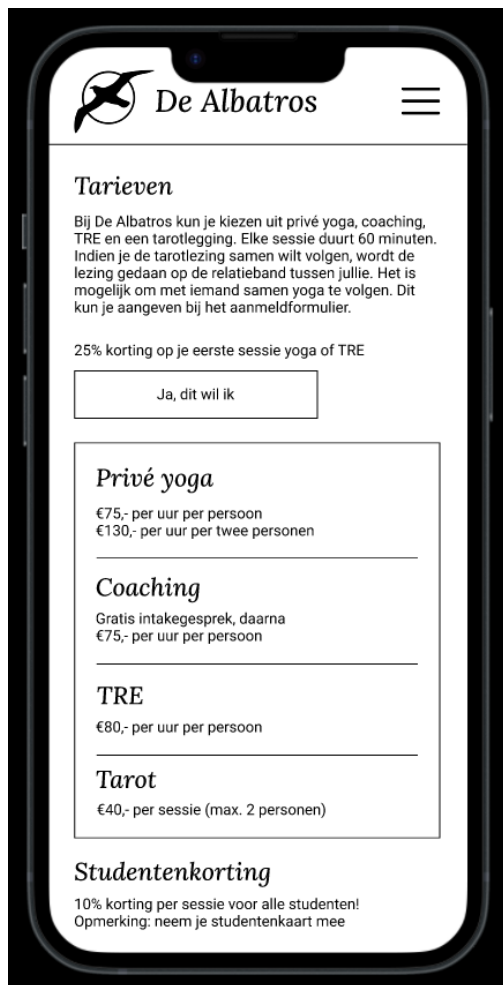 De Albatros
Tarieven
Bij De Albatros kun je kiezen uit privé yoga, coaching,
TRE en een tarotlegging. Elke sessie duurt 60 minuten.
Indien je de tarotlezing samen wilt volgen, wordt de
lezing gedaan op de relatieband tussen jullie. Het is
mogelijk om met iemand samen yoga te volgen. Dit
kun je aangeven bij het aanmeldformulier.
25% korting op je eerste sessie yoga of TRE
Ja, dit wil ik
Privé yoga
€75,- per uur per persoon
€130,- per uur per twee personen
Coaching
Gratis intakegesprek, daarna
€75,- per uur per persoon
TRE
€80,- per uur per persoon
Tarot
€40,- per sessie (max. 2 personen)
Studentenkorting
10% korting per sessie voor alle studenten!
Opmerking: neem je studentenkaart mee